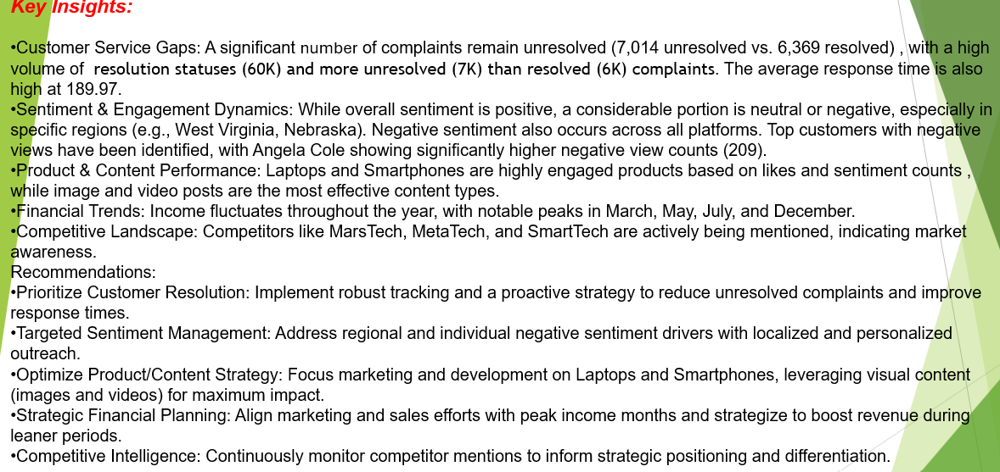 Key Insights:
•Customer Service Gaps: A significant number of complaints remain unresolved (7,014 unresolved vs. 6,369 resolved) , with a high
volume of  resolution statuses (60K) and more unresolved (7K) than resolved (6K) complaints. The average response time is also
high at 189.97.
•Sentiment & Engagement Dynamics: While overall sentiment is positive, a considerable portion is neutral or negative, especially in
specific regions (e.g., West Virginia, Nebraska). Negative sentiment also occurs across all platforms. Top customers with negative
views have been identified, with Angela Cole showing significantly higher negative view counts (209).
•Product & Content Performance: Laptops and Smartphones are highly engaged products based on likes and sentiment counts ,
while image and video posts are the most effective content types.
•Financial Trends: Income fluctuates throughout the year, with notable peaks in March, May, July, and December.
•Competitive Landscape: Competitors like MarsTech, MetaTech, and SmartTech are actively being mentioned, indicating market
awareness.
Recommendations:
•Prioritize Customer Resolution: Implement robust tracking and a proactive strategy to reduce unresolved complaints and improve
response times.
•Targeted Sentiment Management: Address regional and individual negative sentiment drivers with localized and personalized
outreach.
•Optimize Product/Content Strategy: Focus marketing and development on Laptops and Smartphones, leveraging visual content
(images and videos) for maximum impact.
•Strategic Financial Planning: Align marketing and sales efforts with peak income months and strategize to boost revenue during
leaner periods.
•Competitive Intelligence: Continuously monitor competitor mentions to inform strategic positioning and differentiation.